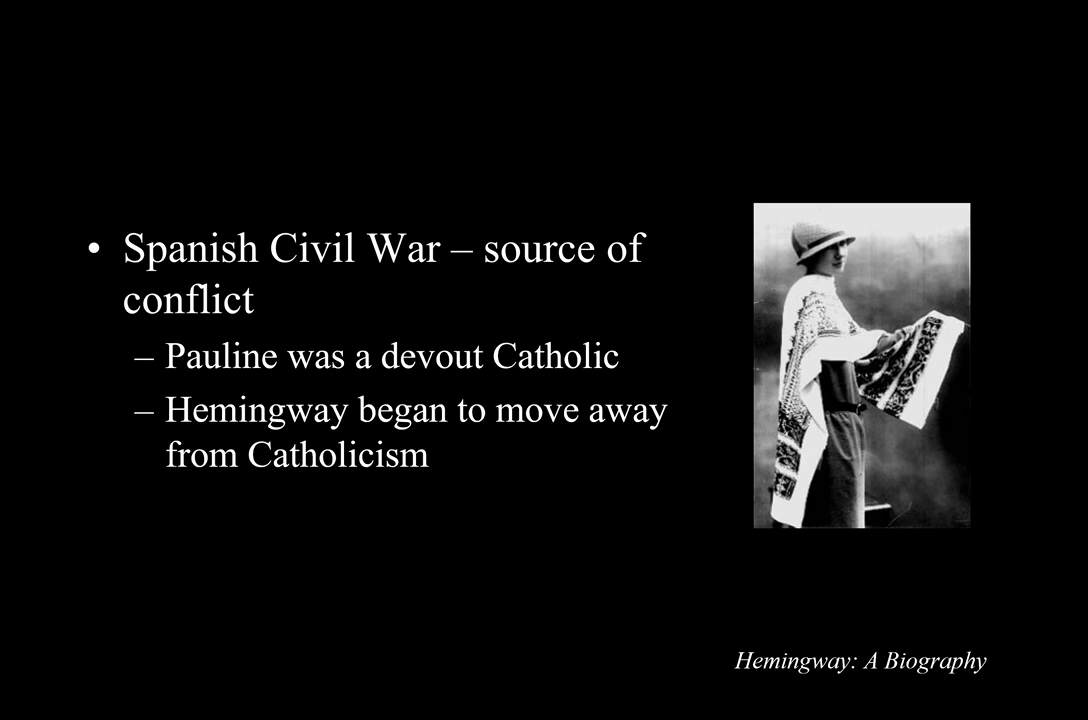 • Spanish Civil War – source of
conflict
– Pauline was a devout Catholic
– Hemingway began to move away
from Catholicism
Hemingway: A Biography